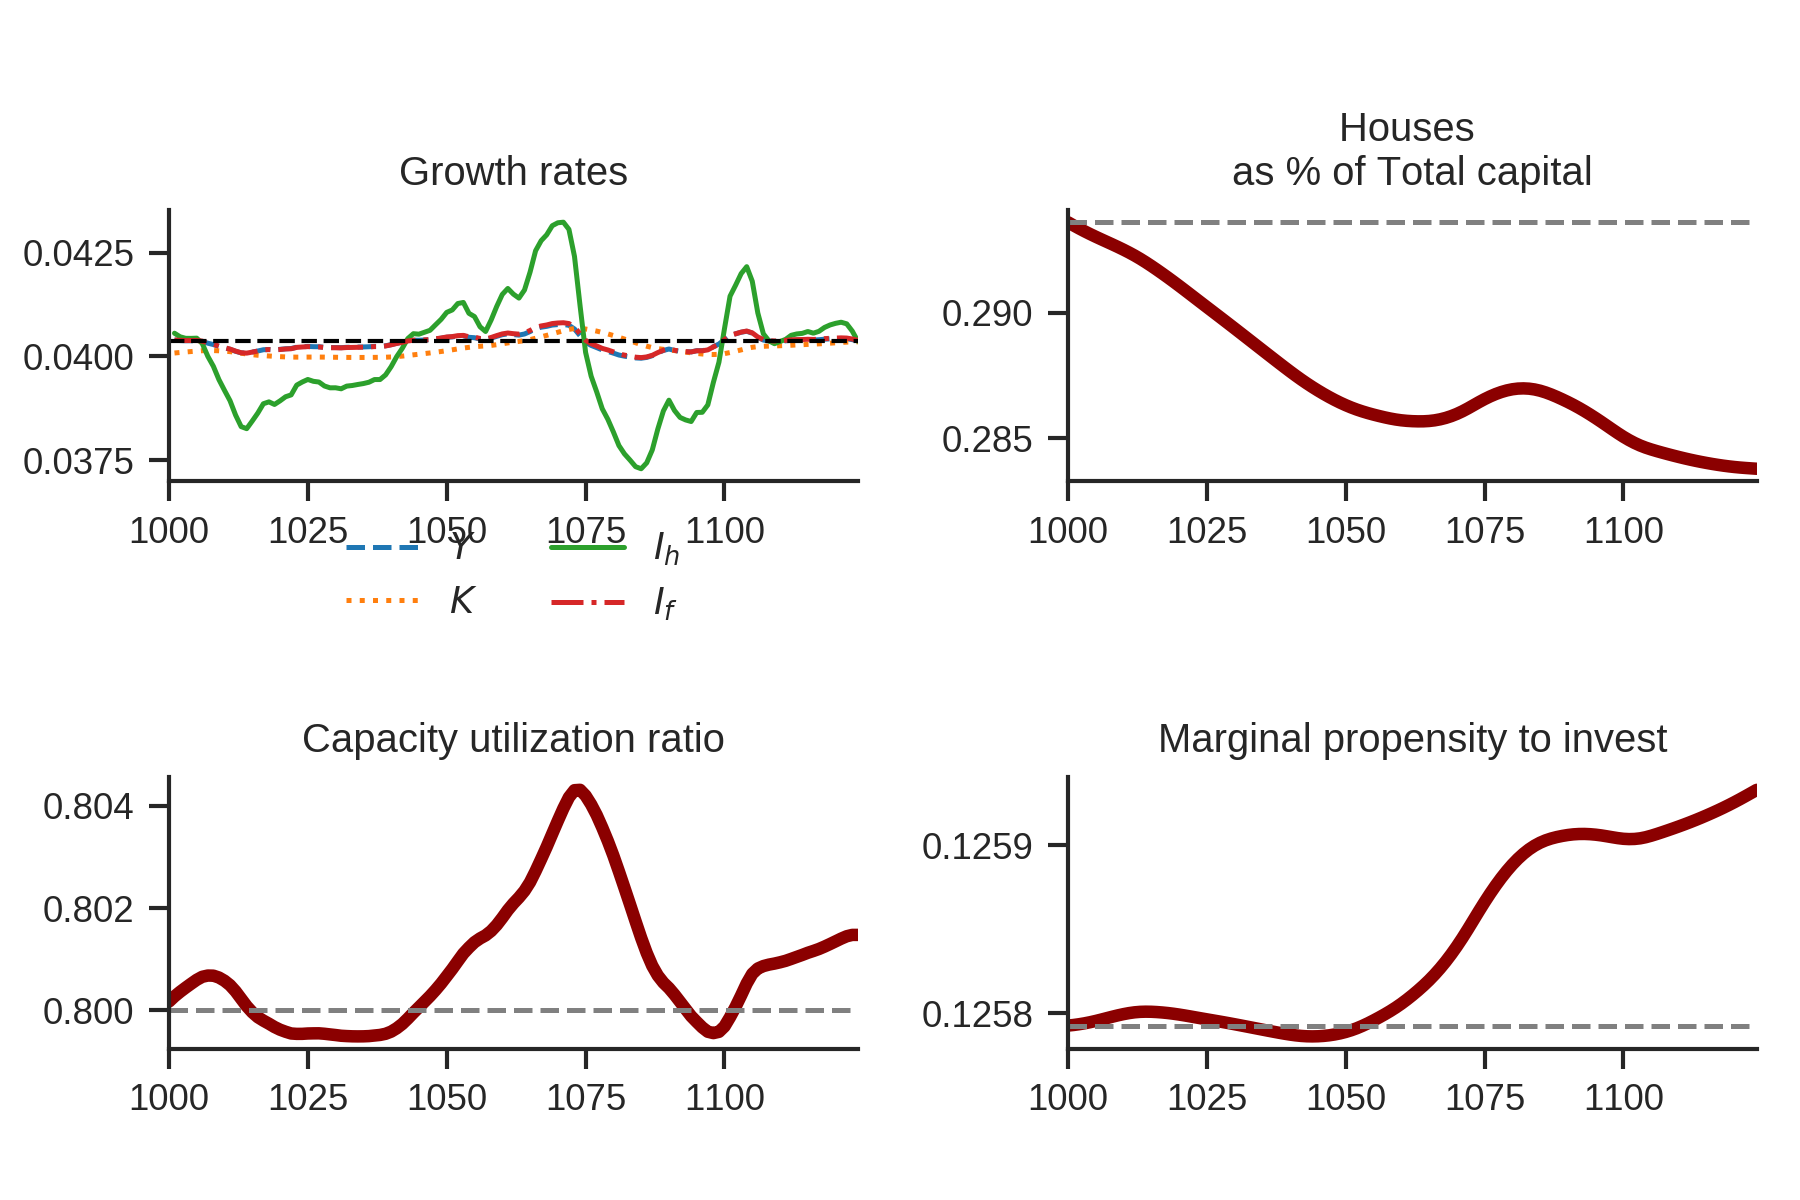 Growth rates
0.0425
0.0400
0.0375
1000 1025 1050 1075 1100
Y I_h
K I_f
Houses
as % of Total capital
0.290
0.285
1000 1025 1050 1075 1100
Capacity utilization ratio
0.804
0.802
0.800
1000 1025 1050 1075 1100
Marginal propensity to invest
0.1259
0.1258
1000 1025 1050 1075 1100